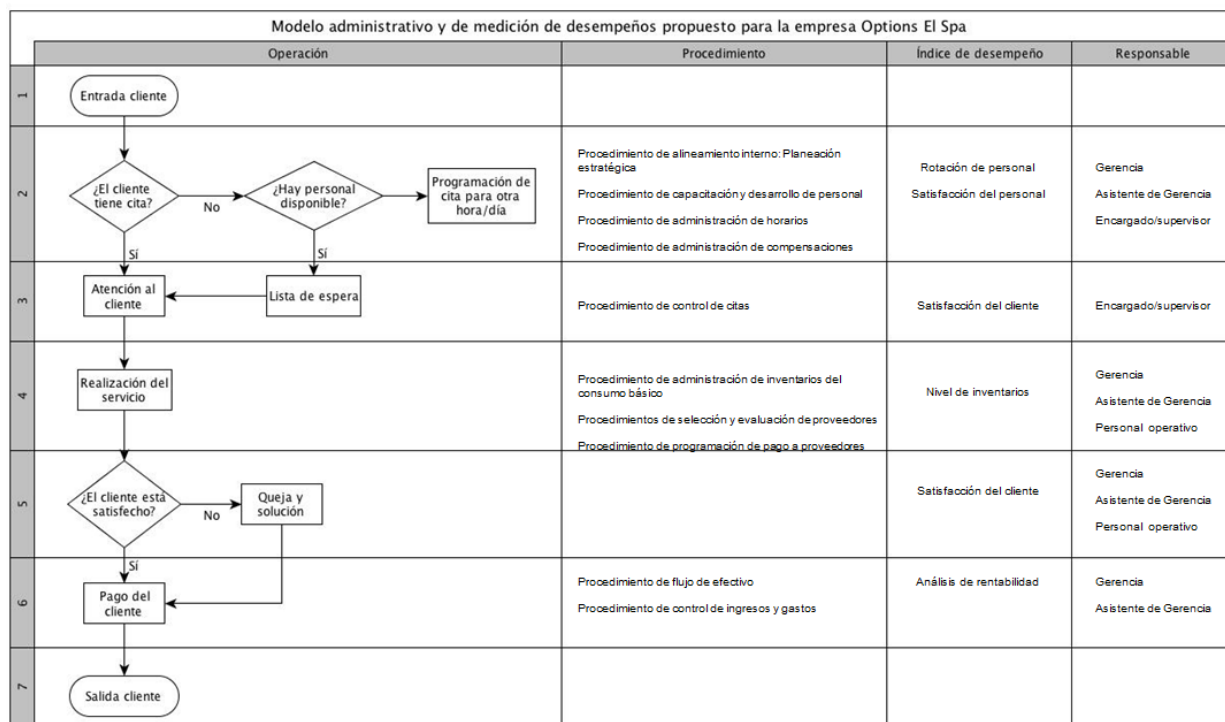 Modelo administrativo y de medición de desempeños propuesto para la empresa Options El Spa
Operación
Procedimiento
Índice de desempeño
Responsable
1
Entrada cliente
2
¿El cliente
tiene cita?
No
¿Hay personal
disponible?
Programación de
cita para otra
hora/día
Sí
Sí
Procedimiento de alineamiento interno: Planeación
estratégica
Procedimiento de capacitación y desarrollo de personal
Procedimiento de administración de horarios
Procedimiento de administración de compensaciones
Rotación de personal
Satisfacción del personal
Gerencia
Asistente de Gerencia
Encargado/supervisor
3
Atención al
cliente
Lista de espera
Procedimiento de control de citas
Satisfacción del cliente
Encargado/supervisor
4
Realización del
servicio
Procedimiento de administración de inventarios del
consumo básico
Procedimientos de selección y evaluación de proveedores
Procedimiento de programación de pago a proveedores
Nivel de inventarios
Gerencia
Asistente de Gerencia
Personal operativo
5
¿El cliente está
satisfecho?
No
Queja y
solución
Sí
Satisfacción del cliente
Gerencia
Asistente de Gerencia
Personal operativo
6
Pago del
cliente
Procedimiento de flujo de efectivo
Procedimiento de control de ingresos y gastos
Análisis de rentabilidad
Gerencia
Asistente de Gerencia
7
Salida cliente